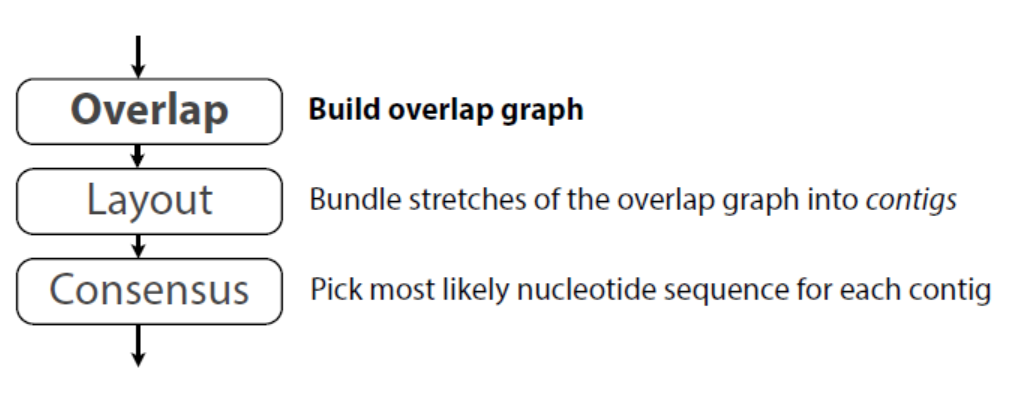 Overlap Build overlap graph
Layout Bundle stretches of the overlap graph into contigs
Consensus Pick most likely nucleotide sequence for each contig